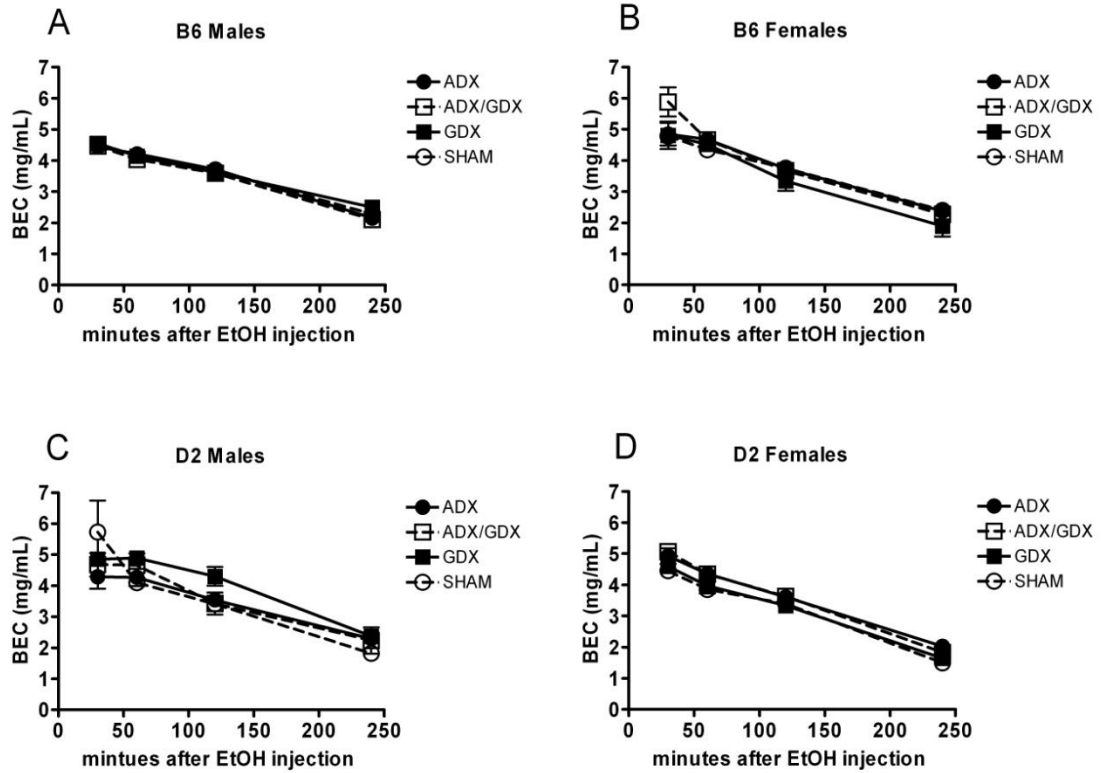 A
B6 Males
7
6
5
4
3
2
1
0
BEC (mg/mL)
0 50 100 150 200 250
minutes after EtOH injection
ADX
ADX/GDX
GDX
SHAM
B
B6 Females
7
6
5
4
3
2
1
0
BEC (mg/mL)
0 50 100 150 200 250
minutes after EtOH injection
ADX
ADX/GDX
GDX
SHAM
C
D2 Males
7
6
5
4
3
2
1
0
BEC (mg/mL)
0 50 100 150 200 250
mintues after EtOH injection
ADX
ADX/GDX
GDX
SHAM
D
D2 Females
7
6
5
4
3
2
1
0
BEC (mg/mL)
0 50 100 150 200 250
minutes after EtOH injection
ADX
ADX/GDX
GDX
SHAM